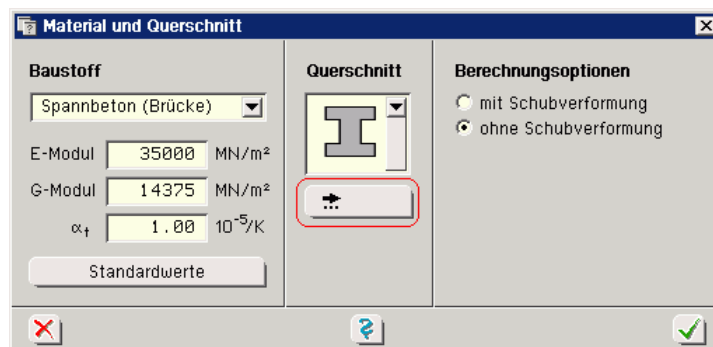 Material und Querschnitt
Baustoff
Spannbeton (Brücke)
E-Modul 35000 MN/m²
G-Modul 14375 MN/m²
αt 1.00 10⁻⁵/K
Standardwerte
Querschnitt
Berechnungsoptionen
mit Schubverformung
ohne Schubverformung